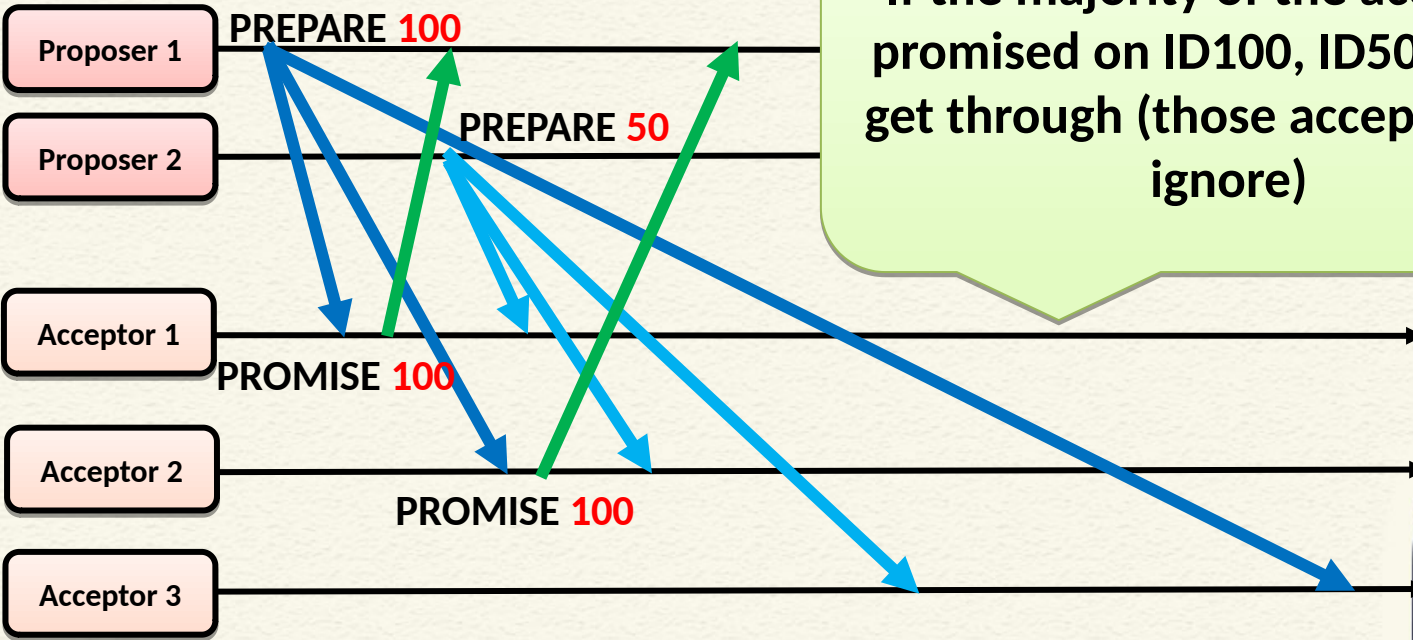 PREPARE 100
Proposer 1
promised on ID100, ID50
PREPARE 50
get through (those
Proposer 2
ignore)
Acceptor 1
PROMISE 100
Acceptor 2
PROMISE 100
Acceptor 3